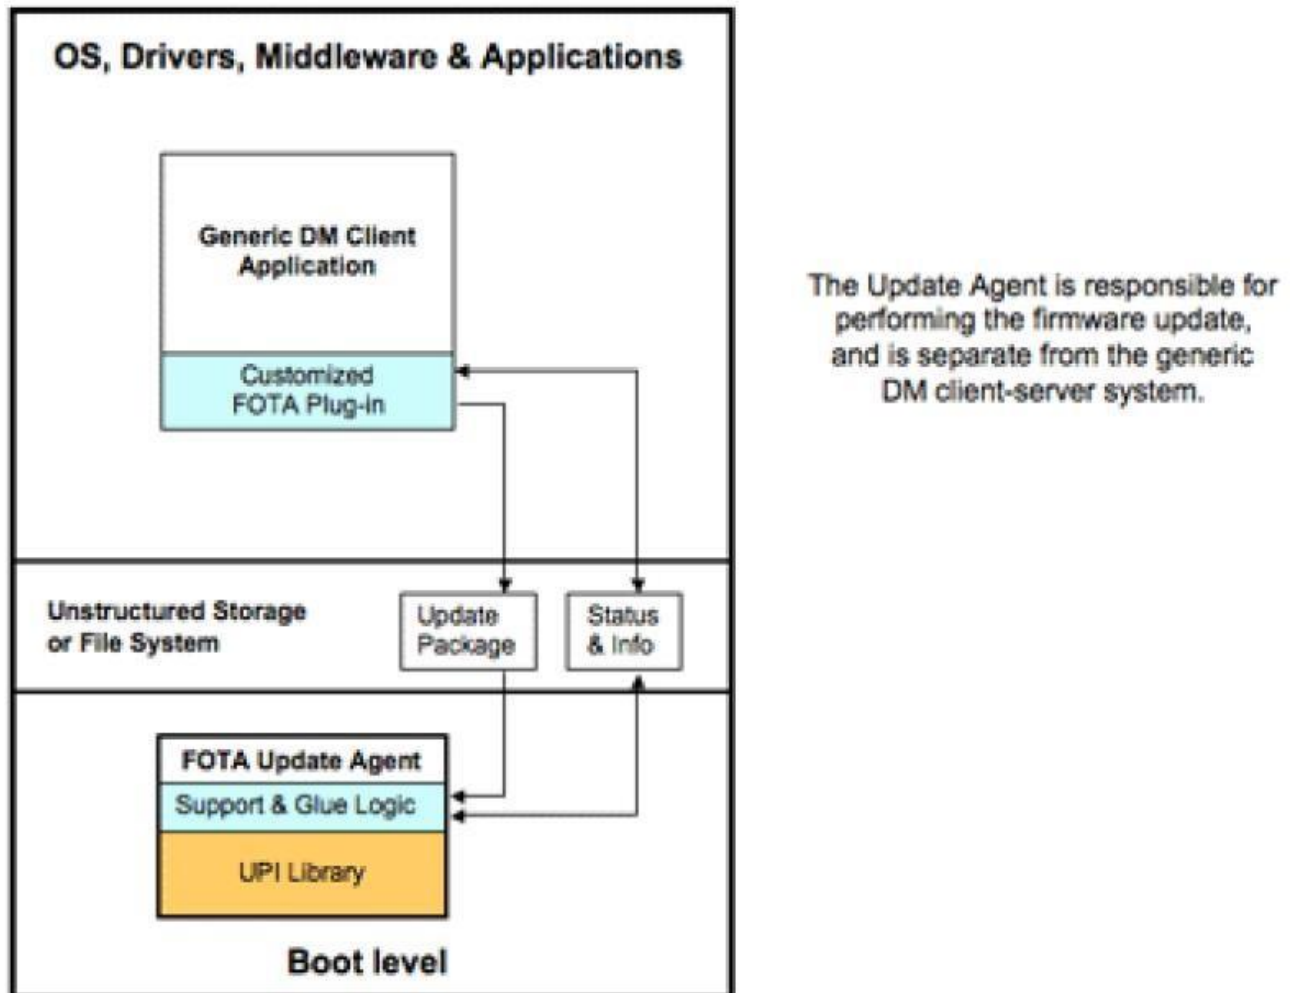 OS, Drivers, Middleware & Applications
Generic DM Client
Application
Customized
FOTA Plug-in
The Update Agent is responsible for
performing the firmware update,
and is separate from the generic
DM client-server system.
Unstructured Storage
or File System
Update
Package
Status
& Info
FOTA Update Agent
Support & Glue Logic
UPI Library
Boot level